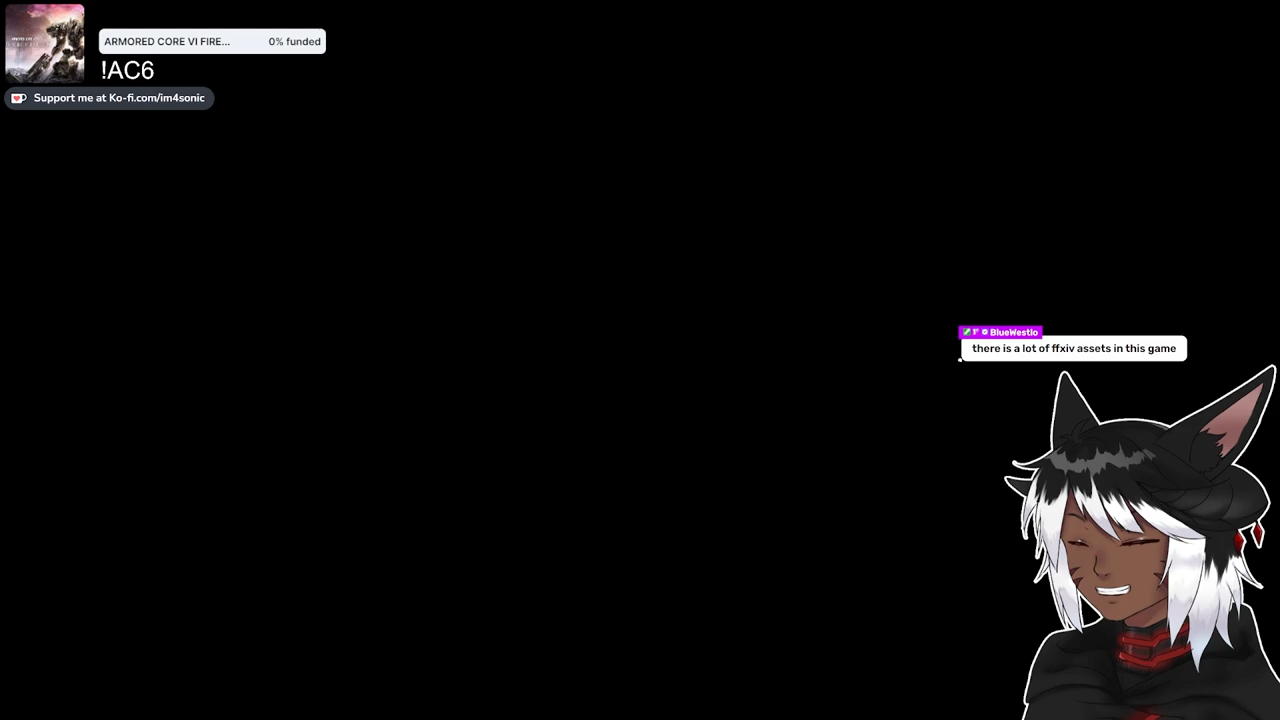 ARMORED CORE VI FIRE... 0% funded
!AC6
Support me at Ko-fi.com/im4sonic
BlueWestlo
there is a lot of ffxiv assets in this game